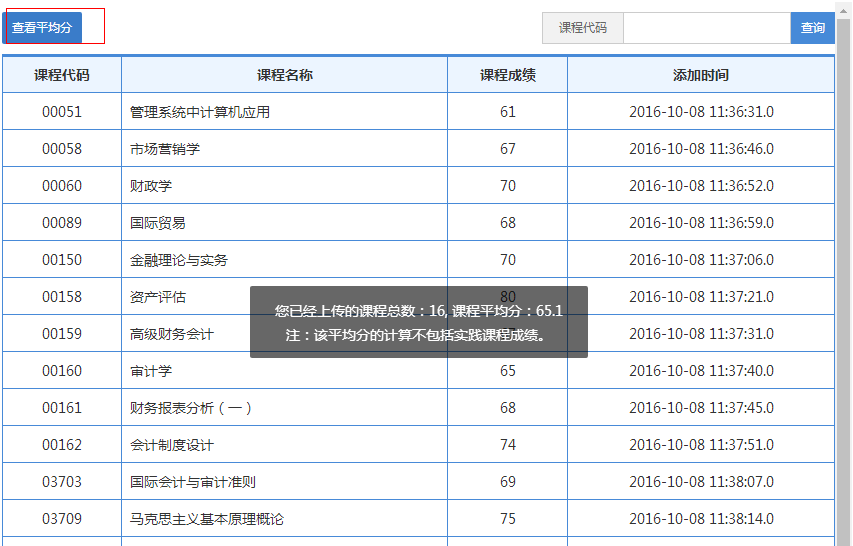 查看平均分 课程代码 查询
课程代码 课程名称 课程成绩 添加时间
00051 管理系统中计算机应用 61 2016-10-08 11:36:31.0
00058 市场营销学 67 2016-10-08 11:36:46.0
00060 财政学 70 2016-10-08 11:36:52.0
00089 国际贸易 68 2016-10-08 11:36:59.0
00150 金融理论与实务 70 2016-10-08 11:37:06.0
00158 资产评估 80 2016-10-08 11:37:21.0
您已经上传的课程总数：16, 课程平均分：65.1
00159 高级财务会计 2016-10-08 11:37:31.0
注：该平均分的计算不包括实践课程成绩。
00160 审计学 65 2016-10-08 11:37:40.0
00161 财务报表分析（一） 68 2016-10-08 11:37:45.0
00162 会计制度设计 74 2016-10-08 11:37:51.0
03703 国际会计与审计准则 69 2016-10-08 11:38:07.0
03709 马克思主义基本原理概论 75 2016-10-08 11:38:14.0